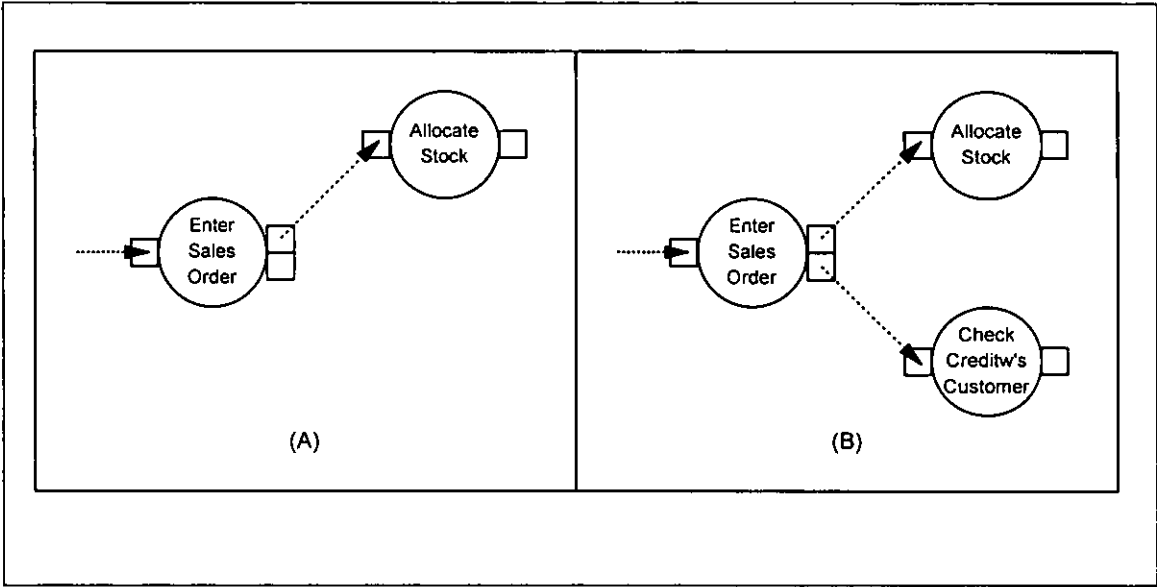 Allocate
Stock
Enter
Sales
Order
(A)
Allocate
Stock
Enter
Sales
Order
Check
Creditw's
Customer
(B)